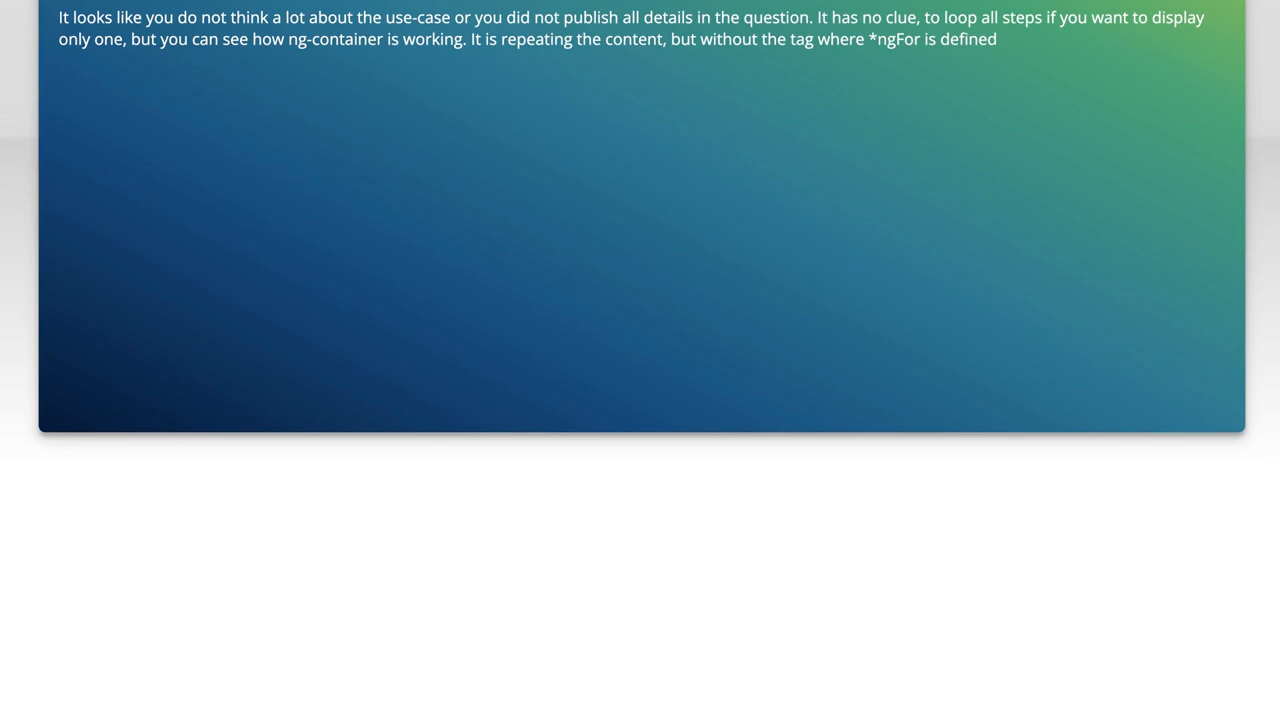 It looks like you do not think a lot about the use-case or you did not publish all details in the question. It has no clue, to loop all steps if you want to display
only one, but you can see how ng-container is working. It is repeating the content, but without the tag where *ngFor is defined